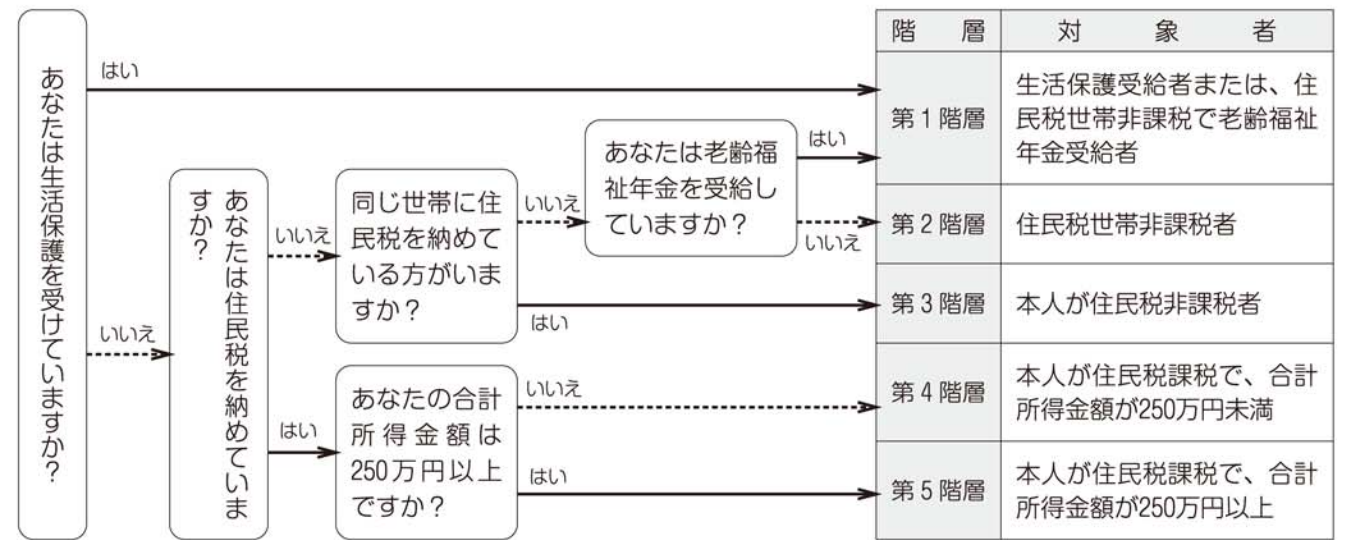 あなたは生活保護を受けていますか？
はい
いいえ
あなたは住民税を納めていま
すか？
いいえ
はい
同じ世帯に住
民税を納めて
いる方がいま
すか？
いいえ
はい
あなたは老齢福
祉年金を受給し
ていますか？
はい
いいえ
あなたの合計
所得金額は
250万円以上
ですか？
いいえ
はい
階層 対象者
第1階層
生活保護受給者または、住
民税世帯非課税で老齢福祉
年金受給者
第2階層 住民税世帯非課税者
第3階層 本人が住民税非課税者
第4階層
本人が住民税課税で、合計
所得金額が250万円未満
第5階層
本人が住民税課税で、合計
所得金額が250万円以上